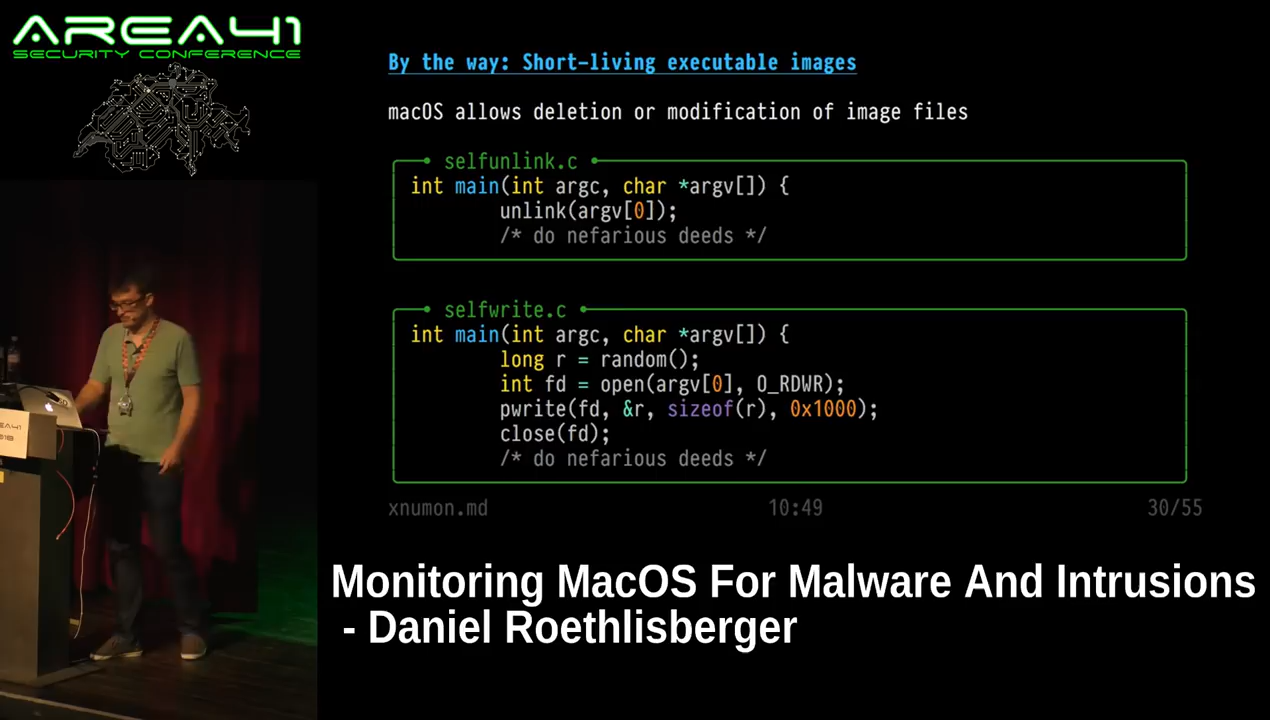 AREA41
SECURITY CONFERENCE
By the way: Short-living executable images
macOS allows deletion or modification of image files
selfunlink.c
int main(int argc, char *argv[]) {
unlink(argv[0]);
/* do nefarious deeds */
selfwrite.c
int main(int argc, char *argv[]) {
long r = random();
int fd = open(argv[0], O_RDWR);
pwrite(fd, &r, sizeof(r), 0x1000);
close(fd);
/* do nefarious deeds */
xnumon.md 10:49 30/55
Monitoring MacOS For Malware And Intrusions
- Daniel Roethlisberger